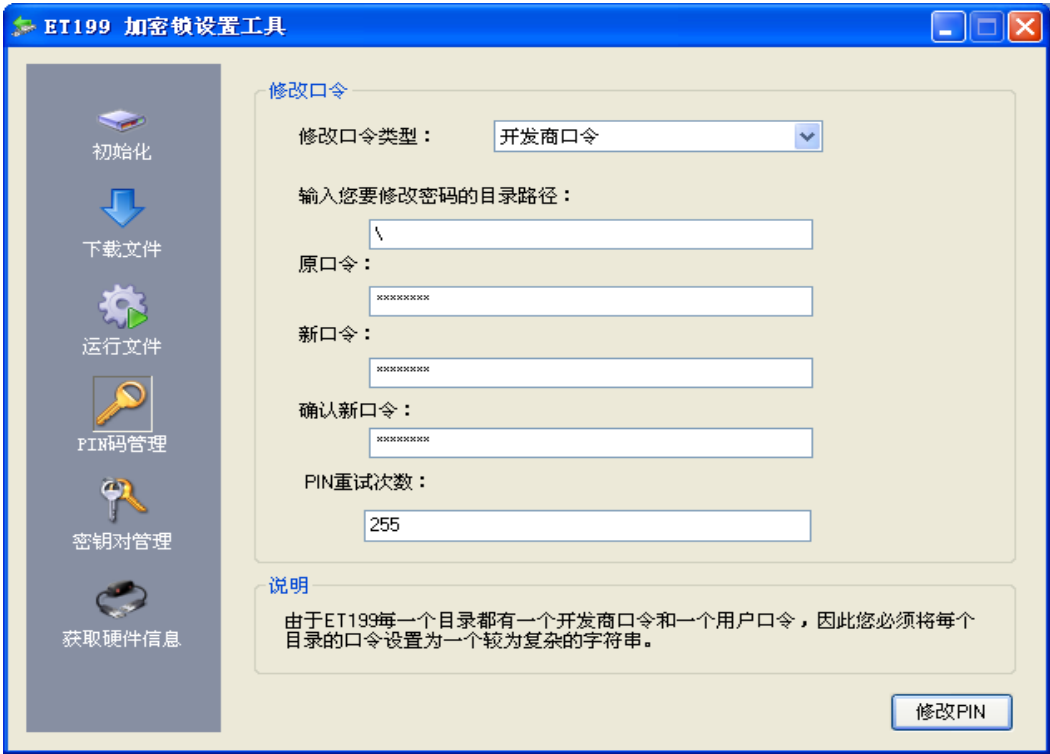 ET199 加密锁设置工具
初始化
下载文件
运行文件
PIN码管理
密钥对管理
获取硬件信息
修改口令
修改口令类型： 开发商口令
输入您要修改密码的目录路径：
\
原口令：
********
新口令：
********
确认新口令：
********
PIN重试次数：
255
说明
由于ET199每一个目录都有一个开发商口令和一个用户口令，因此您必须将每个
目录的口令设置为一个较为复杂的字符串。
修改PIN